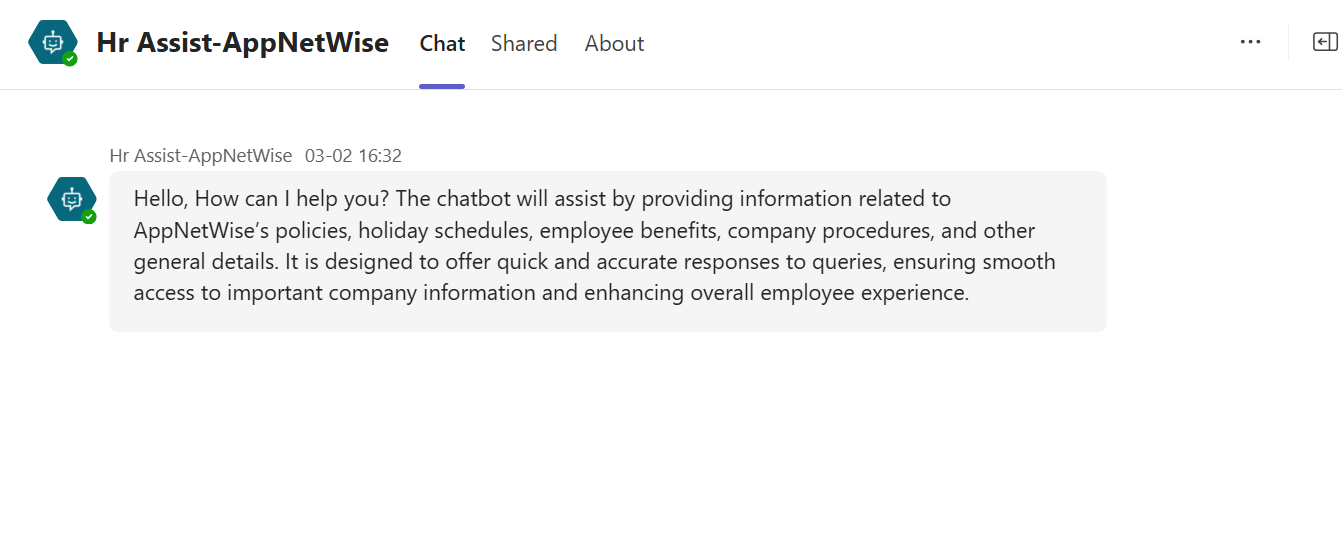 Hr Assist-AppNetWise Chat Shared About
Hr Assist-AppNetWise 03-02 16:32
Hello, How can I help you? The chatbot will assist by providing information related to
AppNetWise’s policies, holiday schedules, employee benefits, company procedures, and other
general details. It is designed to offer quick and accurate responses to queries, ensuring smooth
access to important company information and enhancing overall employee experience.